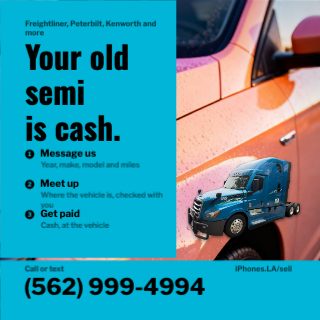 Freightliner, Peterbilt, Kenworth and
more
Your old
semi
is cash.
1 Message us
Year, make, model and miles
2 Meet up
Where the vehicle is, checked with
you
3 Get paid
Cash, at the vehicle
Call or text
IPhones.LA/sell
(562) 999-4994